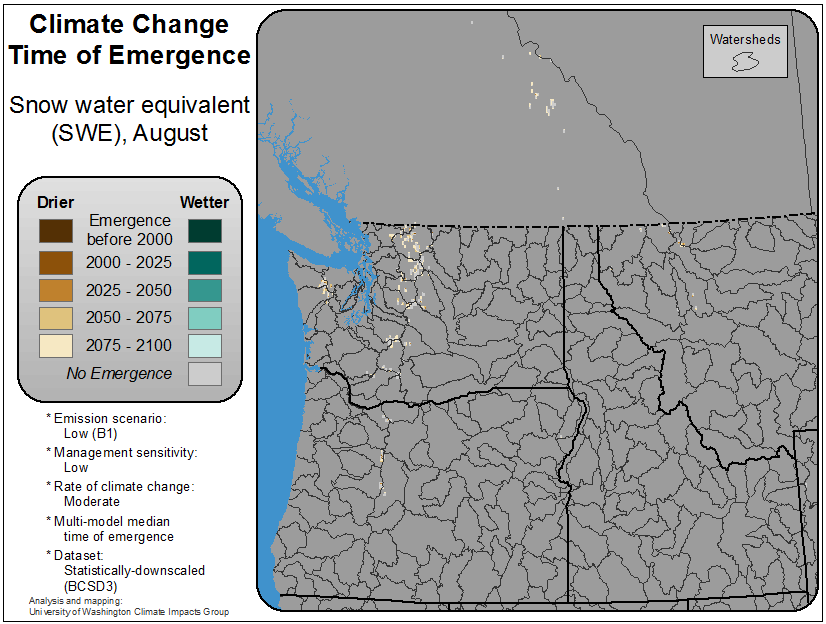 Climate Change
Time of Emergence
Snow water equivalent
(SWE), August
Drier
Wetter
Emergence
before 2000
2000 - 2025
2025 - 2050
2050 - 2075
2075 - 2100
No Emergence
* Emission scenario:
Low (B1)
* Management sensitivity:
Low
* Rate of climate change:
Moderate
* Multi-model median
time of emergence
* Dataset:
Statistically-downscaled
(BCSD3)
Analysis and mapping:
University of Washington Climate Impacts Group
Watersheds